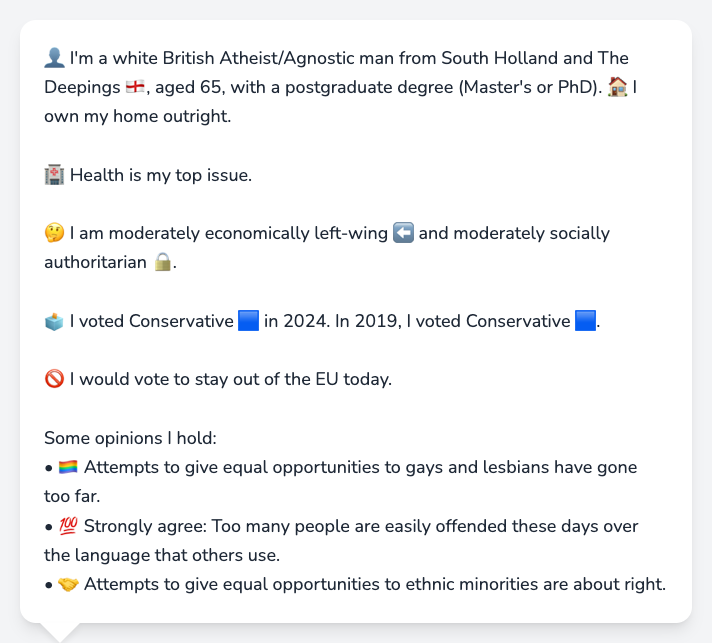 👤 I'm a white British Atheist/Agnostic man from South Holland and The
Deepings 🏴󠁧󠁢󠁥󠁮󠁧󠁿, aged 65, with a postgraduate degree (Master's or PhD). 🏠 I
own my home outright.
🏥 Health is my top issue.
🤔 I am moderately economically left-wing ⬅️ and moderately socially
authoritarian 🔒.
🗳️ I voted Conservative 🟦 in 2024. In 2019, I voted Conservative 🟦.
🚫 I would vote to stay out of the EU today.
Some opinions I hold:
• 🏳️‍🌈 Attempts to give equal opportunities to gays and lesbians have gone
too far.
• 💯 Strongly agree: Too many people are easily offended these days over
the language that others use.
• 🤝 Attempts to give equal opportunities to ethnic minorities are about right.